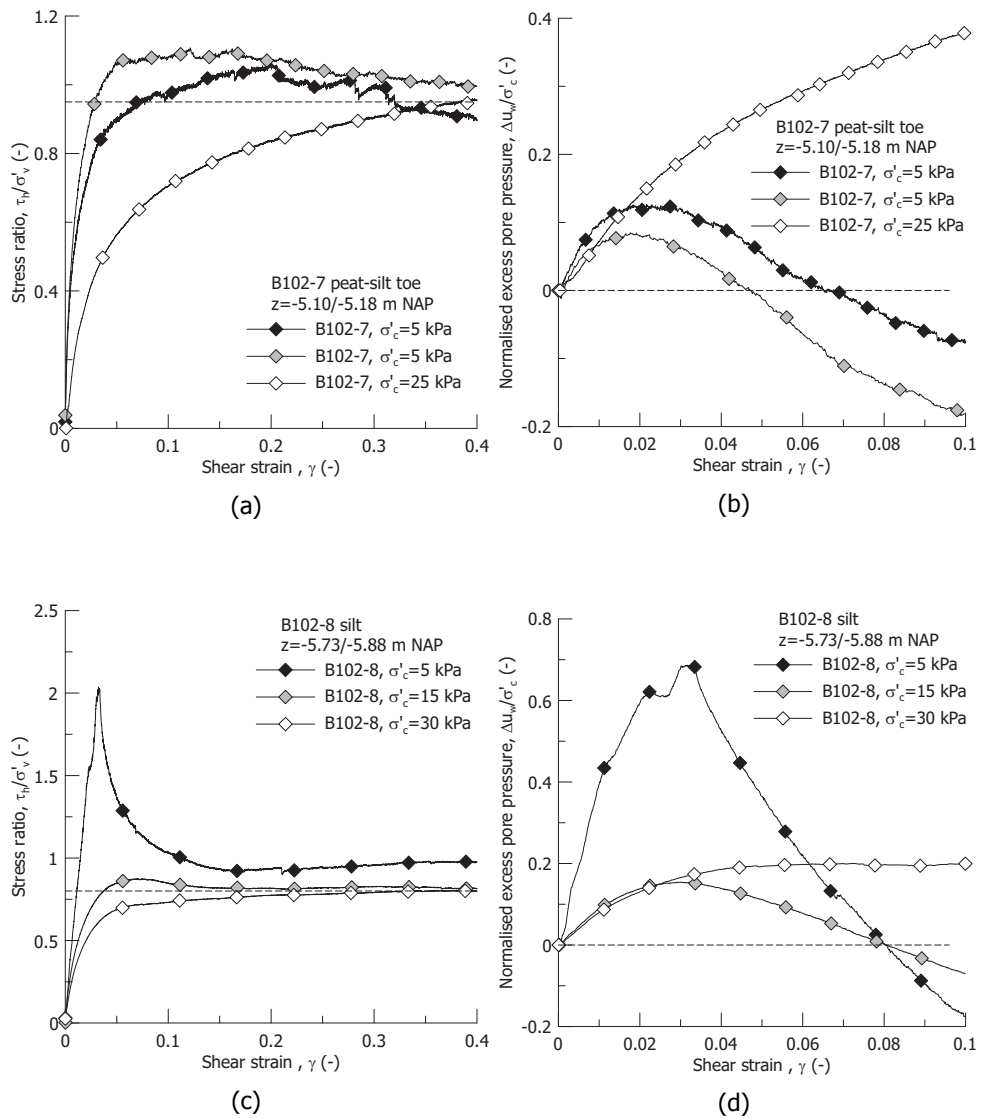 1.2
0.8
0.4
0
0 0.1 0.2 0.3 0.4
Stress ratio, τh/σ'v (-)
Shear strain , γ (-)
B102-7 peat-silt toe
z=-5.10/-5.18 m NAP
B102-7, σ'c=5 kPa
B102-7, σ'c=5 kPa
B102-7, σ'c=25 kPa
(a)
0.4
0.2
0
-0.2
0 0.02 0.04 0.06 0.08 0.1
Normalised excess pore pressure, Δuw/σ'c (-)
Shear strain , γ (-)
B102-7 peat-silt toe
z=-5.10/-5.18 m NAP
B102-7, σ'c=5 kPa
B102-7, σ'c=5 kPa
B102-7, σ'c=25 kPa
(b)
2.5
2
1.5
1
0.5
0
0 0.1 0.2 0.3 0.4
Stress ratio, τh/σ'v (-)
Shear strain , γ (-)
B102-8 silt
z=-5.73/-5.88 m NAP
B102-8, σ'c=5 kPa
B102-8, σ'c=15 kPa
B102-8, σ'c=30 kPa
(c)
0.8
0.6
0.4
0.2
0
-0.2
0 0.02 0.04 0.06 0.08 0.1
Normalised excess pore pressure, Δuw/σ'c (-)
Shear strain , γ (-)
B102-8 silt
z=-5.73/-5.88 m NAP
B102-8, σ'c=5 kPa
B102-8, σ'c=15 kPa
B102-8, σ'c=30 kPa
(d)